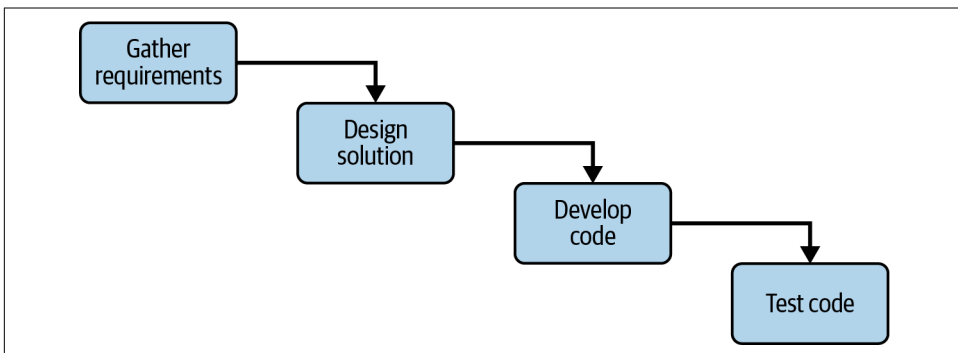 Gather
requirements
Design
solution
Develop
code
Test code